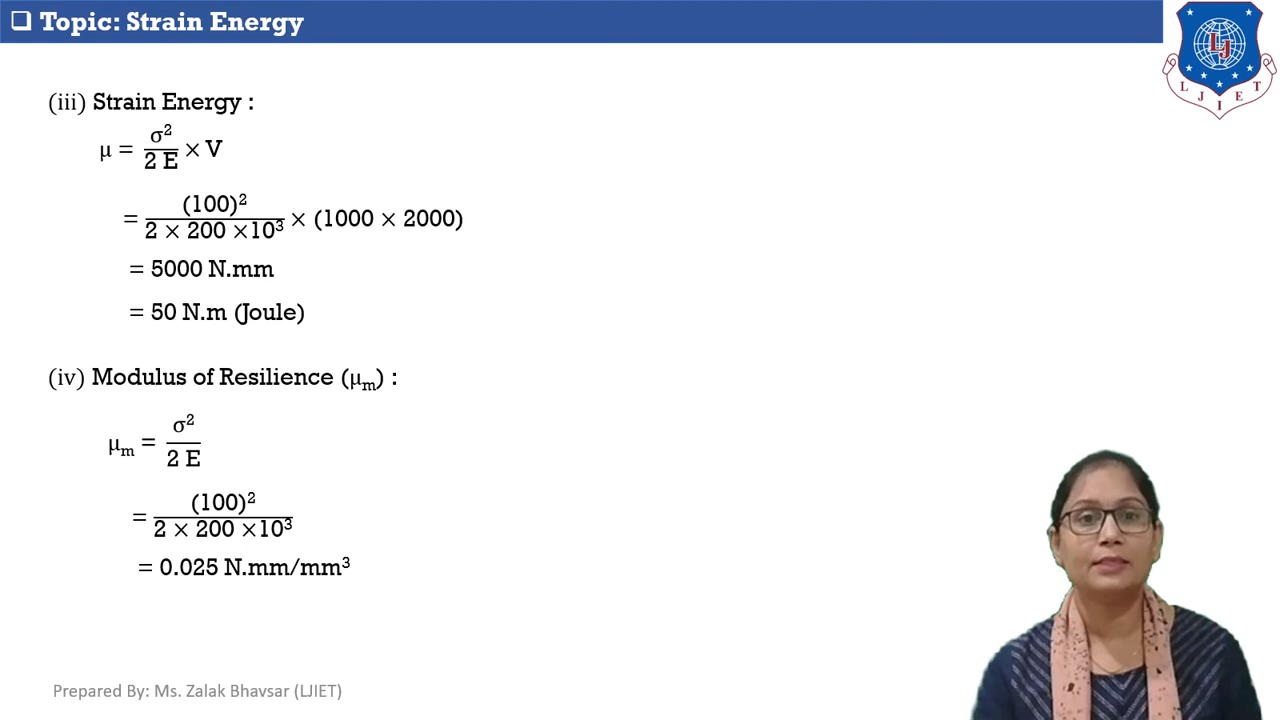 ❑ Topic: Strain Energy
LJIET
(iii) Strain Energy :
μ = σ² / 2 E × V
= (100)² / 2 × 200 ×10³ × (1000 × 2000)
= 5000 N.mm
= 50 N.m (Joule)
(iv) Modulus of Resilience (μₘ) :
μₘ = σ² / 2 E
= (100)² / 2 × 200 ×10³
= 0.025 N.mm/mm³
Prepared By: Ms. Zalak Bhavsar (LJIET)